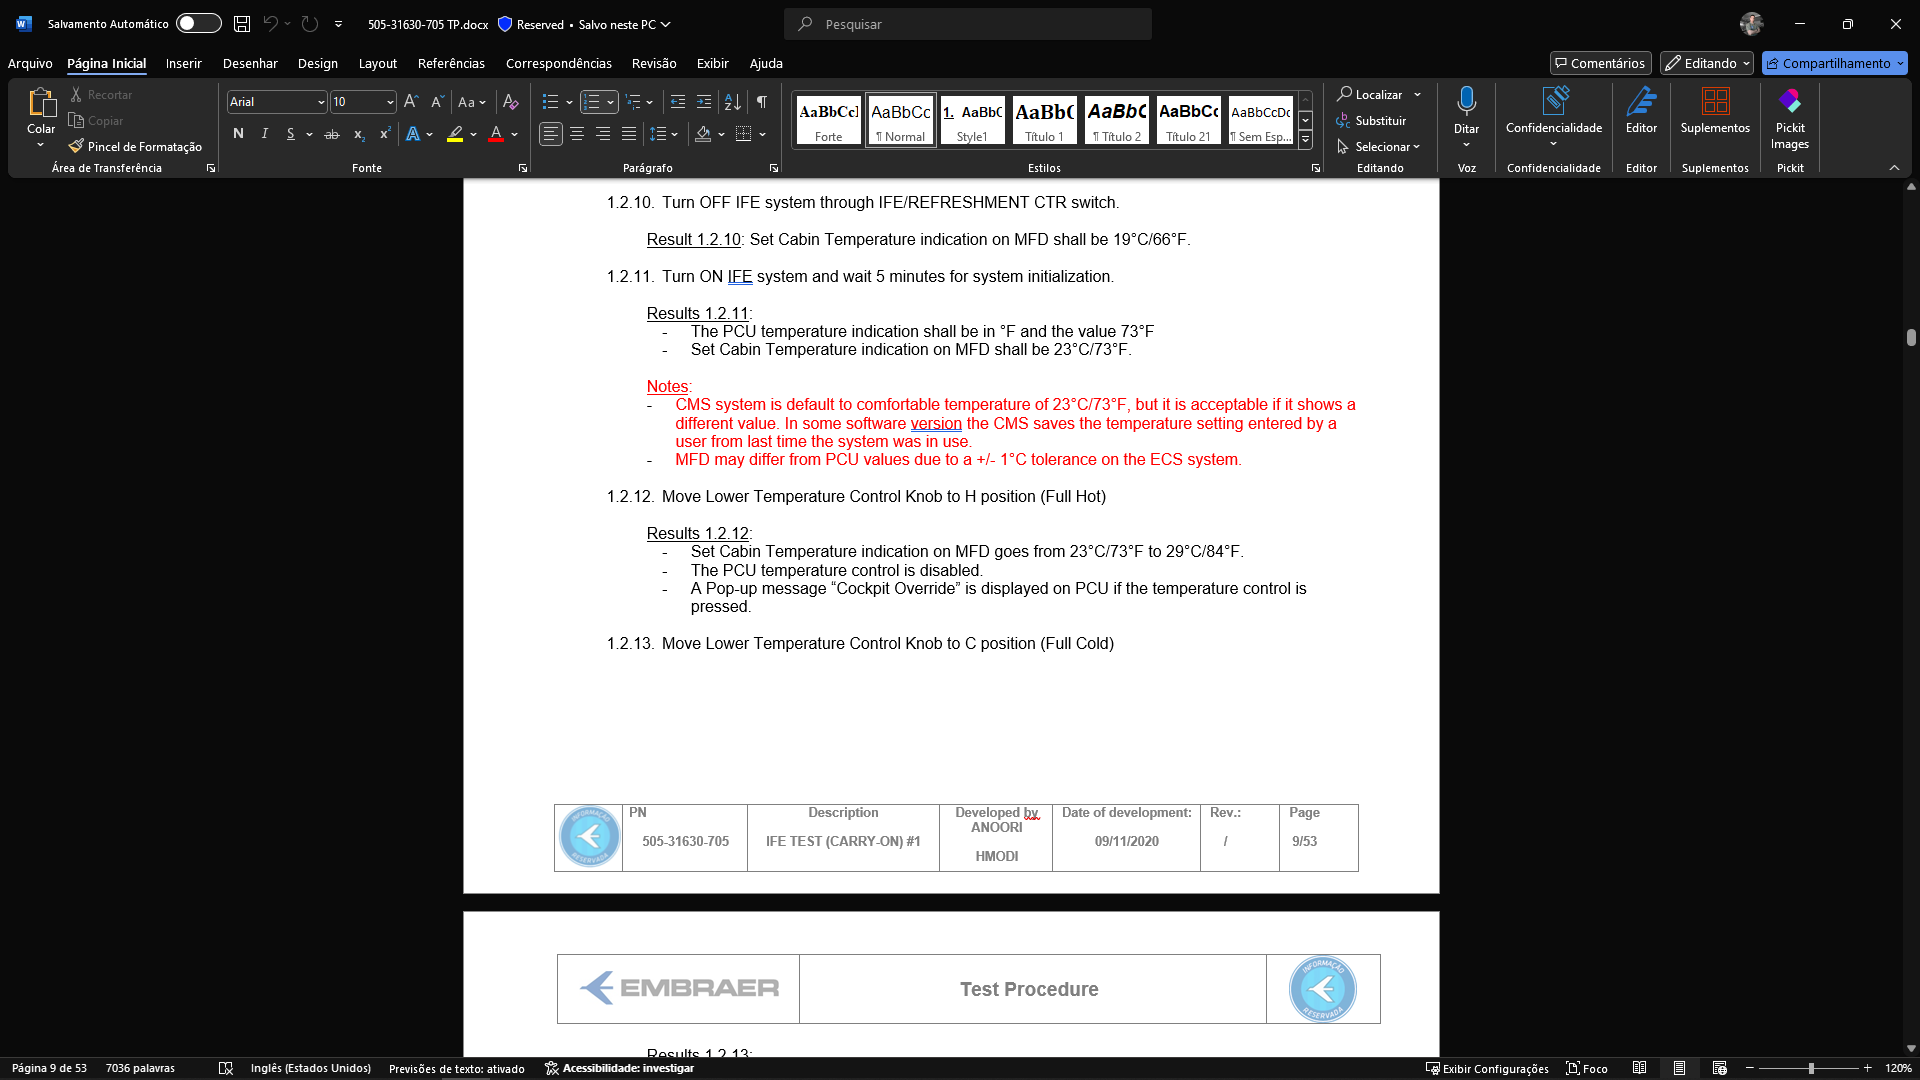 Salvamento Automático
505-31630-705 TP.docx
Reserved • Salvo neste PC
Pesquisar
Arquivo
Página Inicial
Inserir
Desenhar
Design
Layout
Referências
Correspondências
Revisão
Exibir
Ajuda
Comentários
Editando
Compartilhamento
Colar
Recortar
Copiar
Pincel de Formatação
Área de Transferência
Arial
10
Fonte
Parágrafo
AaBbCcI
Forte
AaBbCc
¶ Normal
1. AaBbC
Style1
AaBb(
Título 1
AaBbC
¶ Título 2
AaBbCc
Título 21
AaBbCcDc
¶ Sem Esp...
Estilos
Localizar
Substituir
Selecionar
Editando
Ditar
Voz
Confidencialidade
Confidencialidade
Editor
Editor
Suplementos
Suplementos
Pickit
Images
Pickit
1.2.10. Turn OFF IFE system through IFE/REFRESHMENT CTR switch.
Result 1.2.10: Set Cabin Temperature indication on MFD shall be 19°C/66°F.
1.2.11. Turn ON IFE system and wait 5 minutes for system initialization.
Results 1.2.11:
- The PCU temperature indication shall be in °F and the value 73°F
- Set Cabin Temperature indication on MFD shall be 23°C/73°F.
Notes:
- CMS system is default to comfortable temperature of 23°C/73°F, but it is acceptable if it shows a
different value. In some software version the CMS saves the temperature setting entered by a
user from last time the system was in use.
- MFD may differ from PCU values due to a +/- 1°C tolerance on the ECS system.
1.2.12. Move Lower Temperature Control Knob to H position (Full Hot)
Results 1.2.12:
- Set Cabin Temperature indication on MFD goes from 23°C/73°F to 29°C/84°F.
- The PCU temperature control is disabled.
- A Pop-up message “Cockpit Override” is displayed on PCU if the temperature control is
pressed.
1.2.13. Move Lower Temperature Control Knob to C position (Full Cold)
INFORMAÇÃO
RESERVADA
PN
505-31630-705
Description
IFE TEST (CARRY-ON) #1
Developed by
ANOORI
HMODI
Date of development:
09/11/2020
Rev.:
/
Page
9/53
EMBRAER
Test Procedure
INFORMAÇÃO
RESERVADA
Results 1.2.13:
Página 9 de 53
7036 palavras
Inglês (Estados Unidos)
Previsões de texto: ativado
Acessibilidade: investigar
Exibir Configurações
Foco
120%